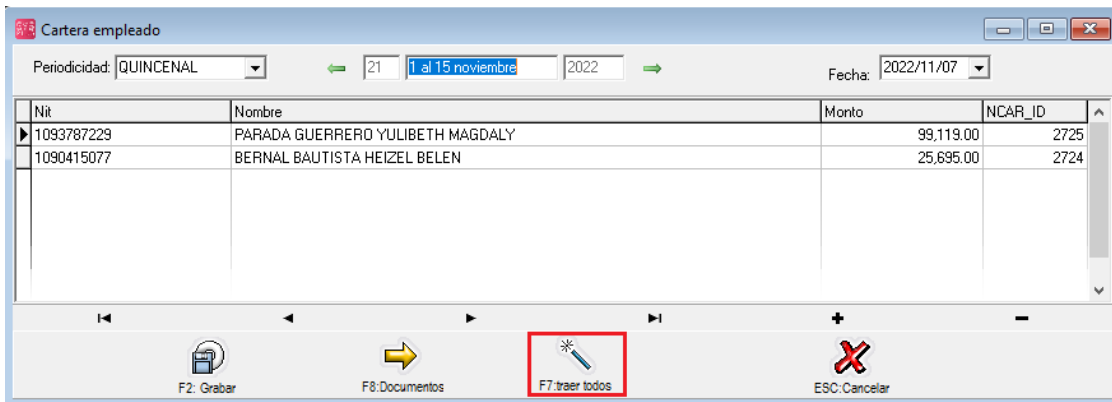 Cartera empleado
Periodicidad: QUINCENAL 21 1 al 15 noviembre 2022 Fecha: 2022/11/07
Nit Nombre Monto NCAR_ID
1093787229 PARADA GUERRERO YULIBETH MAGDALY 99,119.00 2725
1090415077 BERNAL BAUTISTA HEIZEL BELEN 25,695.00 2724
F2: Grabar F8:Documentos F7:traer todos ESC:Cancelar